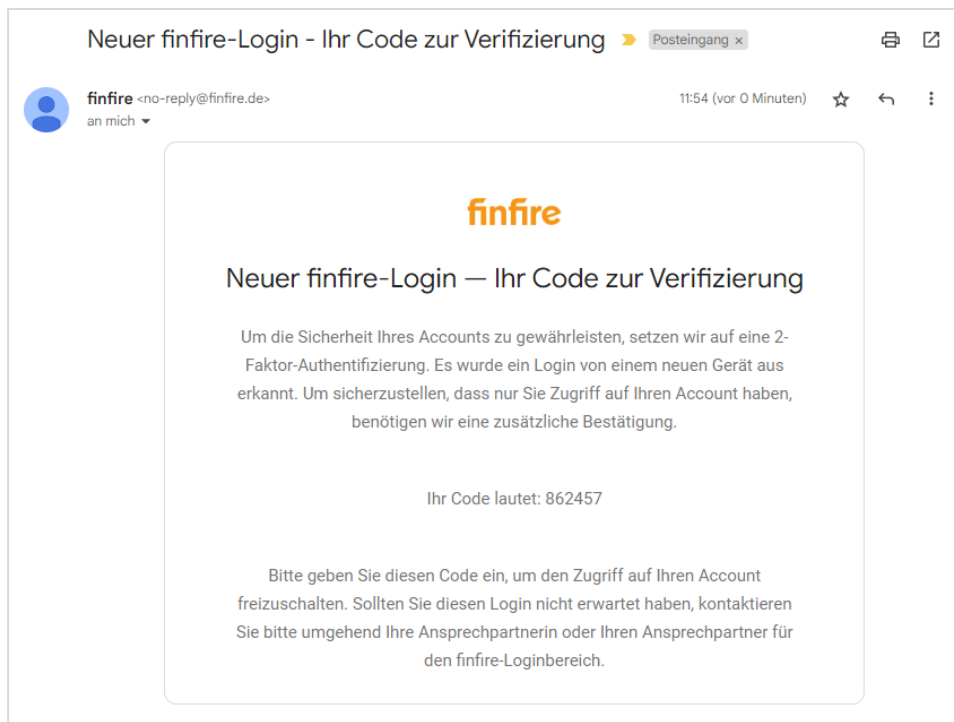 Neuer finfire-Login - Ihr Code zur Verifizierung Posteingang ×
finfire <no-reply@finfire.de> 11:54 (vor 0 Minuten)
an mich
finfire
Neuer finfire-Login — Ihr Code zur Verifizierung
Um die Sicherheit Ihres Accounts zu gewährleisten, setzen wir auf eine 2-
Faktor-Authentifizierung. Es wurde ein Login von einem neuen Gerät aus
erkannt. Um sicherzustellen, dass nur Sie Zugriff auf Ihren Account haben,
benötigen wir eine zusätzliche Bestätigung.
Ihr Code lautet: 862457
Bitte geben Sie diesen Code ein, um den Zugriff auf Ihren Account
freizuschalten. Sollten Sie diesen Login nicht erwartet haben, kontaktieren
Sie bitte umgehend Ihre Ansprechpartnerin oder Ihren Ansprechpartner für
den finfire-Loginbereich.